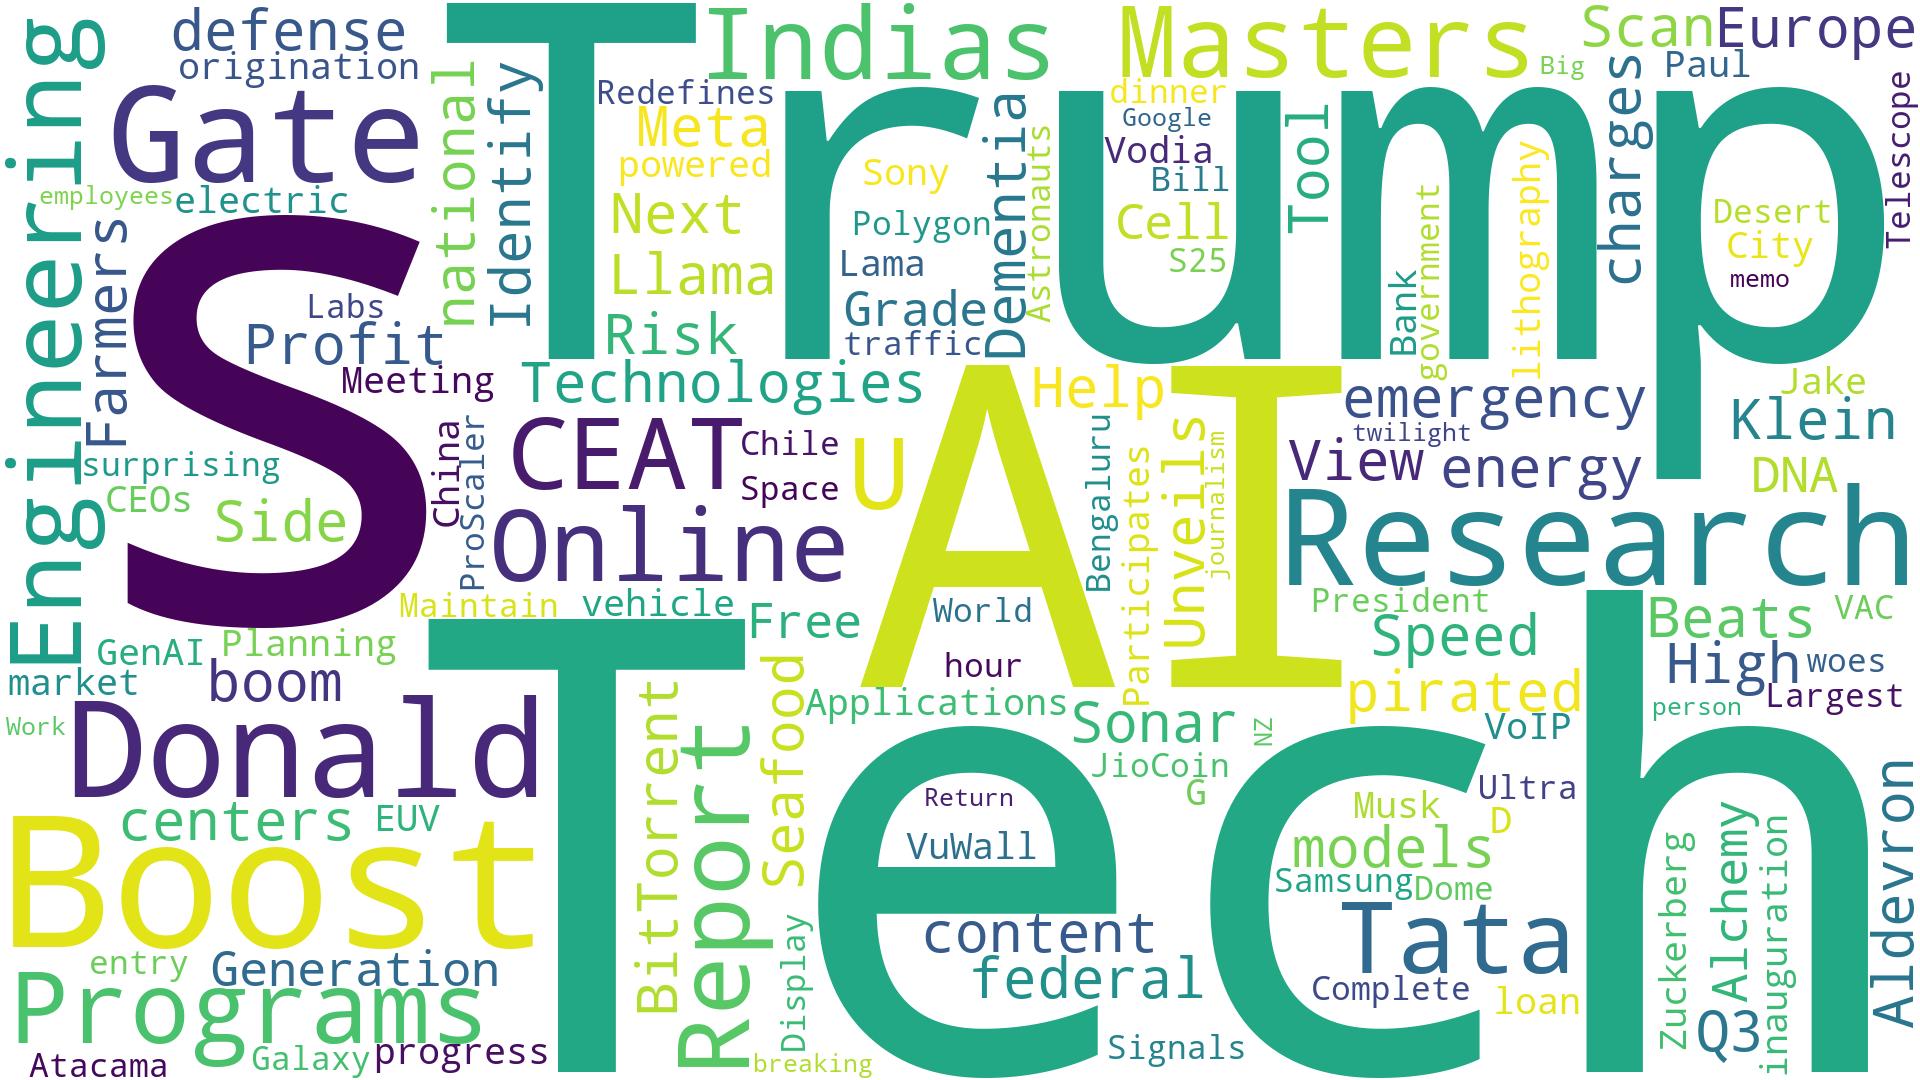 Trump
Tech
S
AI
Boost
Donald
Research
Gate
Engineering
Programs
Report
Online
CEAT
Tata
Indias
Masters
U
defense
origination
national
Identify
employees
electric
Farmers
Labs
Profit
Meeting
surprising
CEOs
Side
China
ProScaler
Redefines
Meta
powered
Next
Llama
Risk
Technologies
Sony
Polygon
Lama
Grade
traffic
Dementia
Astronauts
dinner
Google
Vodia
Bill
Cell
S25
Big
Tool
Bank
government
lithography
Scan
Europe
Paul
charges
Telescope
Desert
City
memo
Jake
Klein
DNA
emergency
twilight
View
energy
Help
Chile
Space
Bengaluru
Participates
Unveils
journalism
World
hour
Maintain
vehicle
Free
GenAI
Planning
market
boom
Work
centers
EUV
entry
Generation
Atacama
Galaxy
progress
BitTorrent
Seafood
Display
breaking
Applications
Sonar
NZ
JioCoin
G
Return
VuWall
content
federal
Signals
President
Speed
pirated
Beats
VAC
High
woes
Largest
person
VoIP
Ultra
Musk
D
models
Samsung
Dome
Complete
loan
Zuckerberg
Alchemy
Q3
inauguration
Aldevron